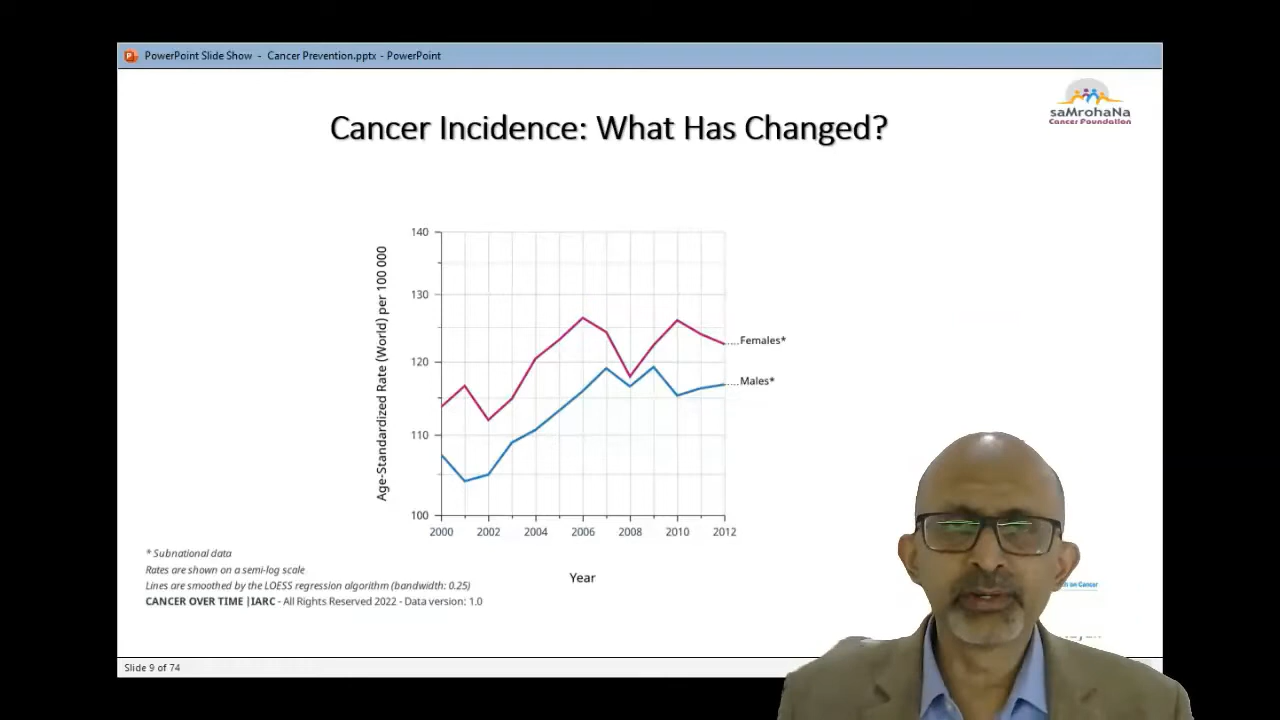 PowerPoint Slide Show - Cancer Prevention.pptx - PowerPoint
saMrohaNa
Cancer Foundation
Cancer Incidence: What Has Changed?
Age-Standardized Rate (World) per 100 000
140
130
120
110
100
Females*
Males*
2000 2002 2004 2006 2008 2010 2012
Year
* Subnational data
Rates are shown on a semi-log scale
Lines are smoothed by the LOESS regression algorithm (bandwidth: 0.25)
CANCER OVER TIME | IARC - All Rights Reserved 2022 - Data version: 1.0
on Cancer
Slide 9 of 74